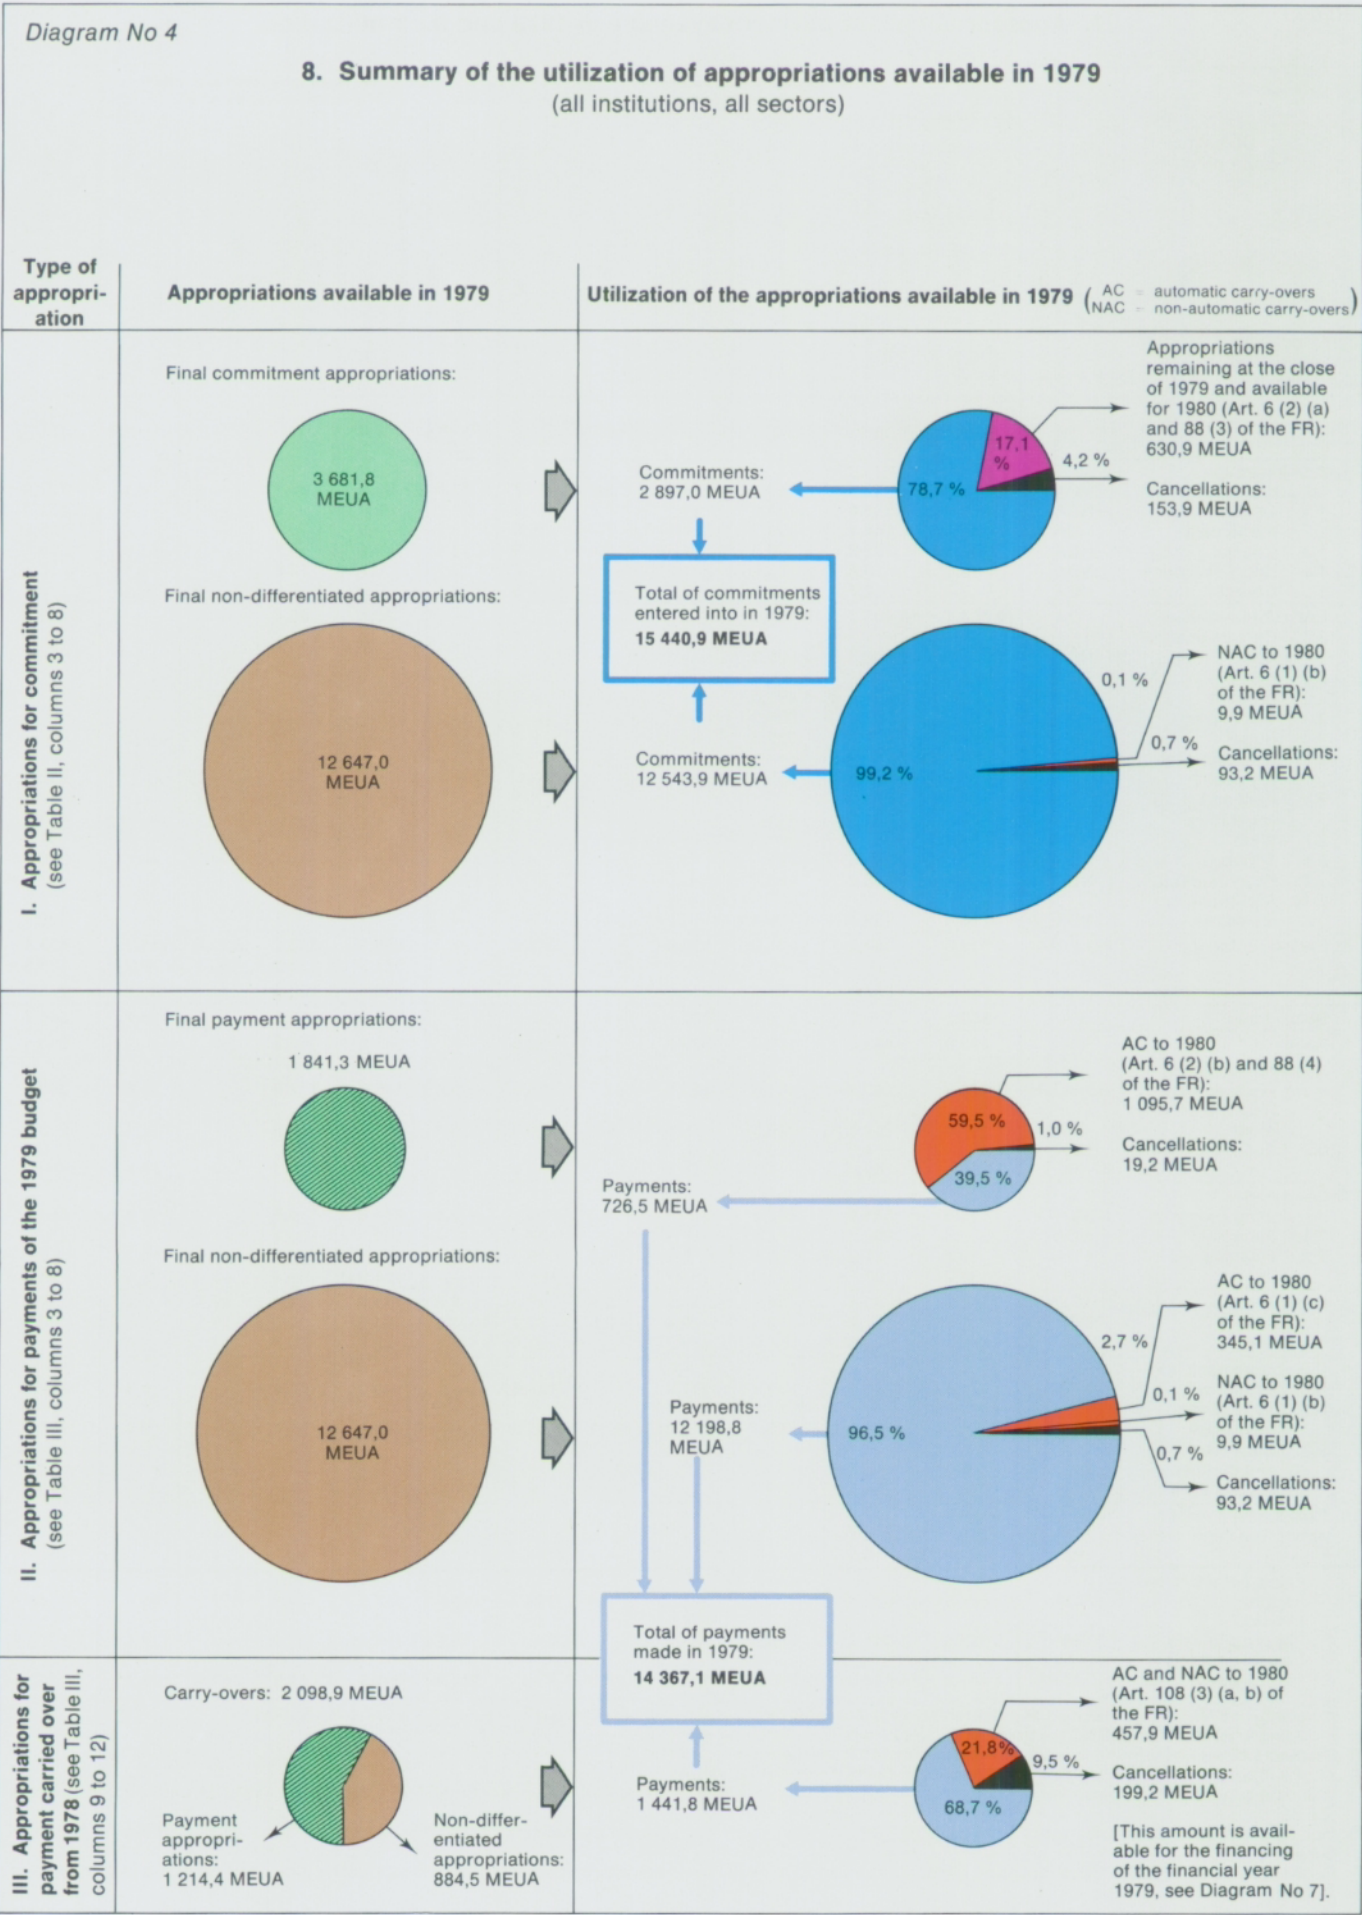 Diagram No 4
8. Summary of the utilization of appropriations available in 1979
(all institutions, all sectors)
Type of
appropri-
ation
Appropriations available in 1979
Utilization of the appropriations available in 1979
( AC = automatic carry-overs
NAC = non-automatic carry-overs)
I. Appropriations for commitment
(see Table II, columns 3 to 8)
Final commitment appropriations:
3 681,8
MEUA
Commitments:
2 897,0 MEUA
78,7 %
17,1
%
4,2 %
Appropriations
remaining at the close
of 1979 and available
for 1980 (Art. 6 (2) (a)
and 88 (3) of the FR):
630,9 MEUA
Cancellations:
153,9 MEUA
Total of commitments
entered into in 1979:
15 440,9 MEUA
Final non-differentiated appropriations:
12 647,0
MEUA
Commitments:
12 543,9 MEUA
99,2 %
0,1 %
NAC to 1980
(Art. 6 (1) (b)
of the FR):
9,9 MEUA
0,7 %
Cancellations:
93,2 MEUA
II. Appropriations for payments of the 1979 budget
(see Table III, columns 3 to 8)
Final payment appropriations:
1 841,3 MEUA
Payments:
726,5 MEUA
59,5 %
39,5 %
1,0 %
AC to 1980
(Art. 6 (2) (b) and 88 (4)
of the FR):
1 095,7 MEUA
Cancellations:
19,2 MEUA
Final non-differentiated appropriations:
12 647,0
MEUA
Payments:
12 198,8
MEUA
96,5 %
2,7 %
AC to 1980
(Art. 6 (1) (c)
of the FR):
345,1 MEUA
0,1 %
NAC to 1980
(Art. 6 (1) (b)
of the FR):
9,9 MEUA
0,7 %
Cancellations:
93,2 MEUA
Total of payments
made in 1979:
14 367,1 MEUA
III. Appropriations for
payment carried over
from 1978 (see Table III,
columns 9 to 12)
Carry-overs: 2 098,9 MEUA
Payment
appropri-
ations:
1 214,4 MEUA
Non-differ-
entiated
appropriations:
884,5 MEUA
Payments:
1 441,8 MEUA
21,8%
68,7 %
9,5 %
AC and NAC to 1980
(Art. 108 (3) (a, b) of
the FR):
457,9 MEUA
Cancellations:
199,2 MEUA
[This amount is avail-
able for the financing
of the financial year
1979, see Diagram No 7].